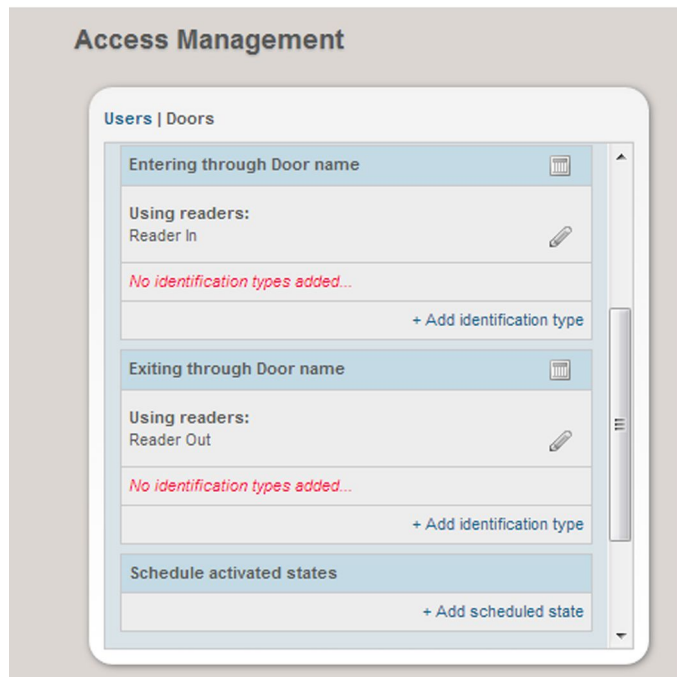 Access Management
Users | Doors
Entering through Door name
Using readers:
Reader In
No identification types added...
+ Add identification type
Exiting through Door name
Using readers:
Reader Out
No identification types added...
+ Add identification type
Schedule activated states
+ Add scheduled state